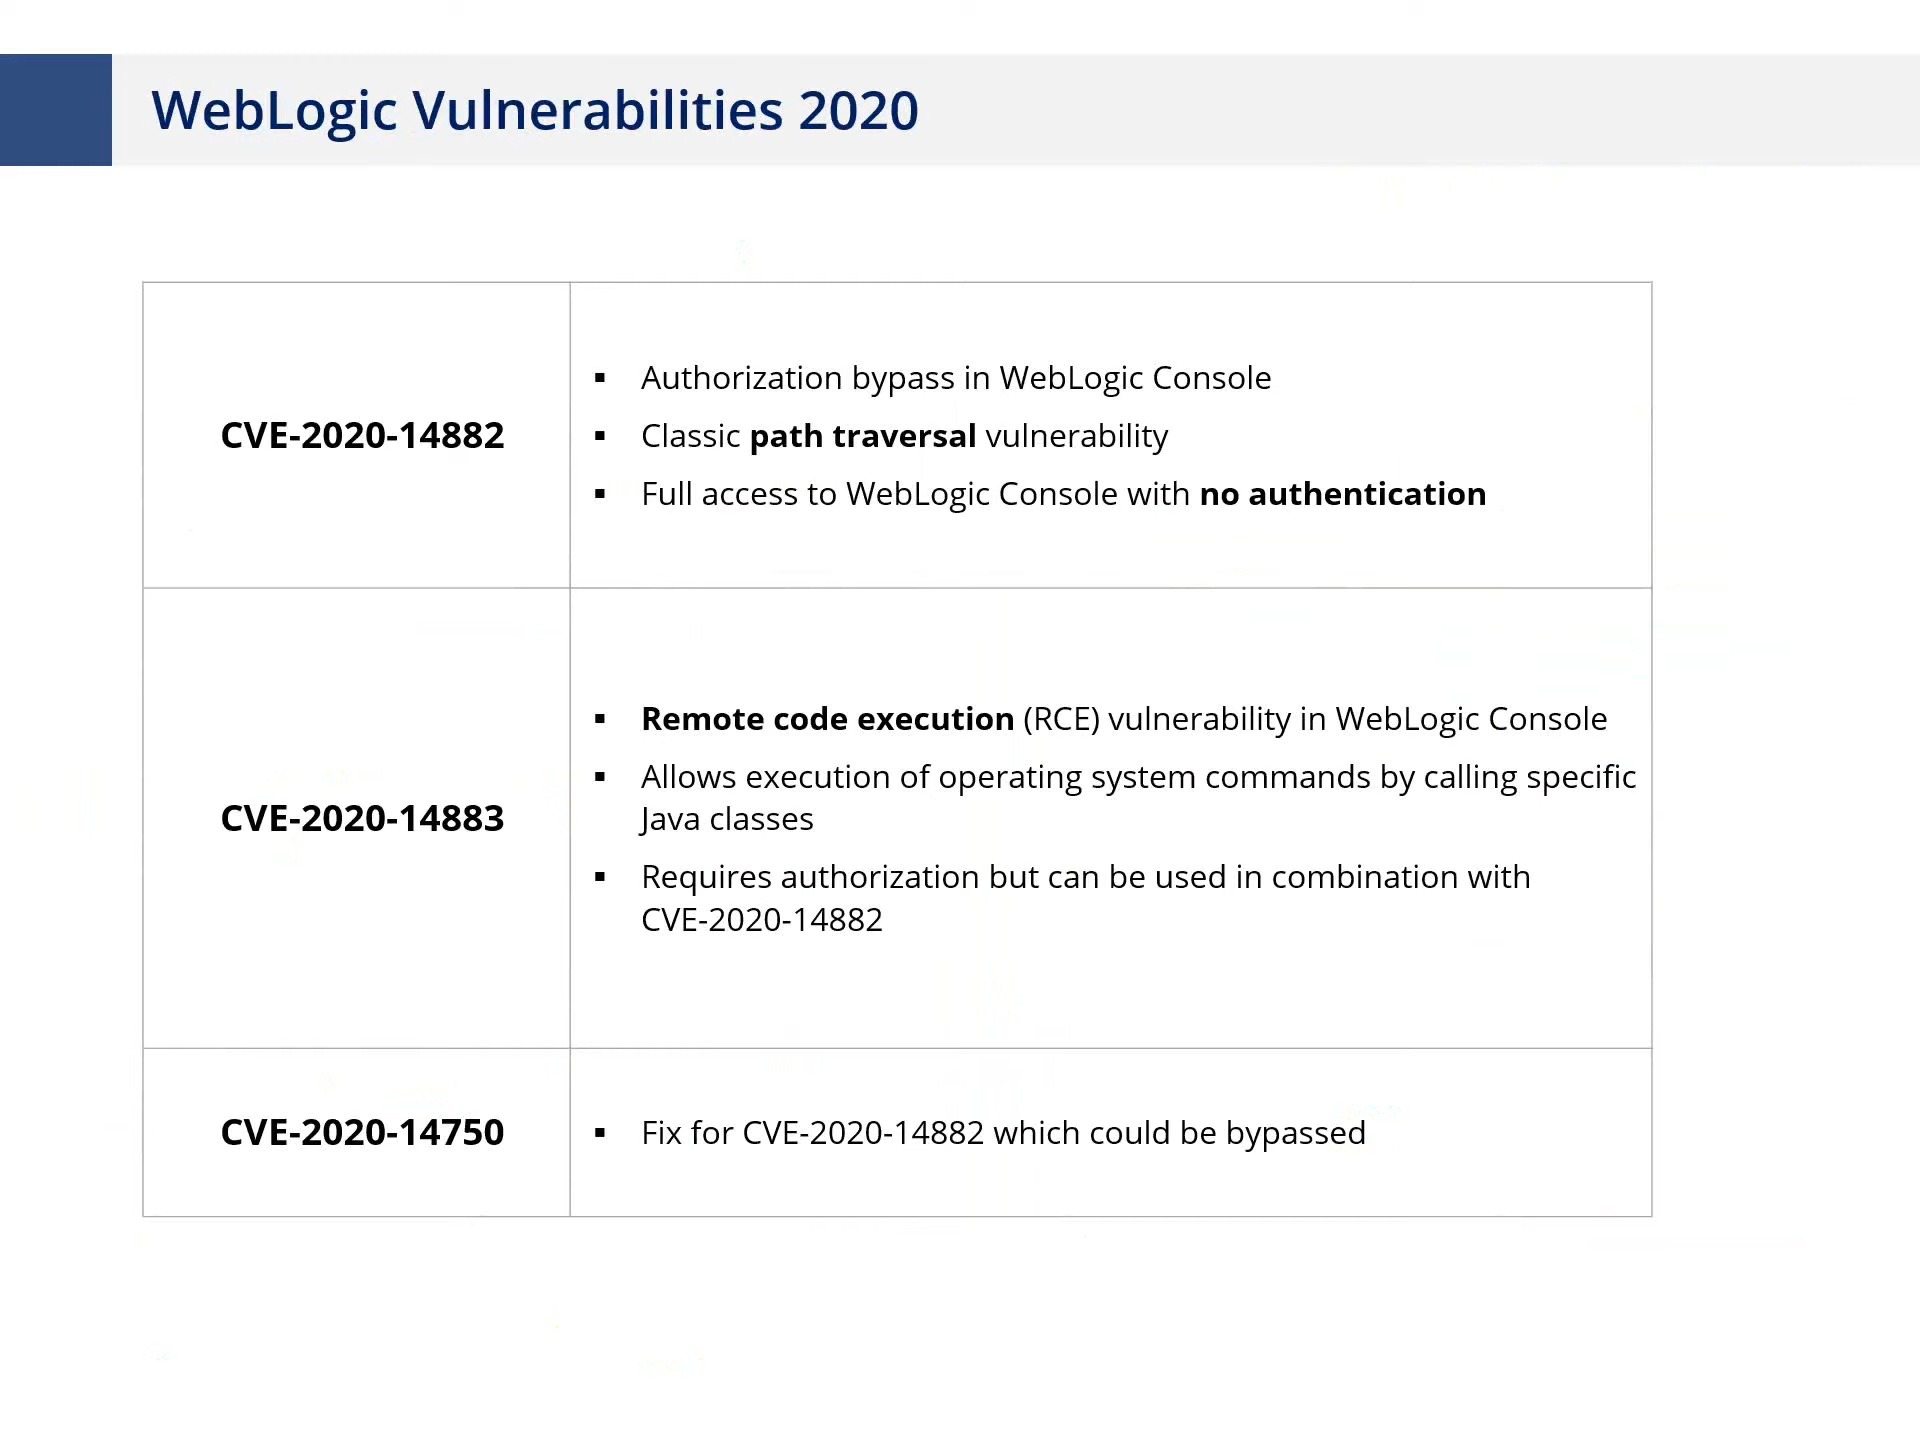 WebLogic Vulnerabilities 2020
CVE-2020-14882
▪ Authorization bypass in WebLogic Console
▪ Classic path traversal vulnerability
▪ Full access to WebLogic Console with no authentication
CVE-2020-14883
▪ Remote code execution (RCE) vulnerability in WebLogic Console
▪ Allows execution of operating system commands by calling specific
Java classes
▪ Requires authorization but can be used in combination with
CVE-2020-14882
CVE-2020-14750
▪ Fix for CVE-2020-14882 which could be bypassed